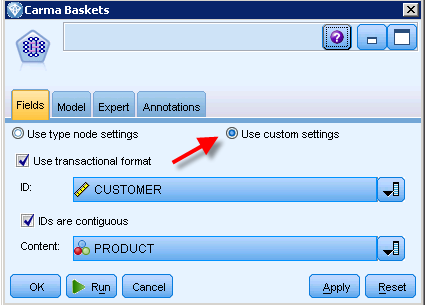 Carma Baskets
Fields Model Expert Annotations
Use type node settings Use custom settings
Use transactional format
ID: CUSTOMER
IDs are contiguous
Content: PRODUCT
OK Run Cancel Apply Reset